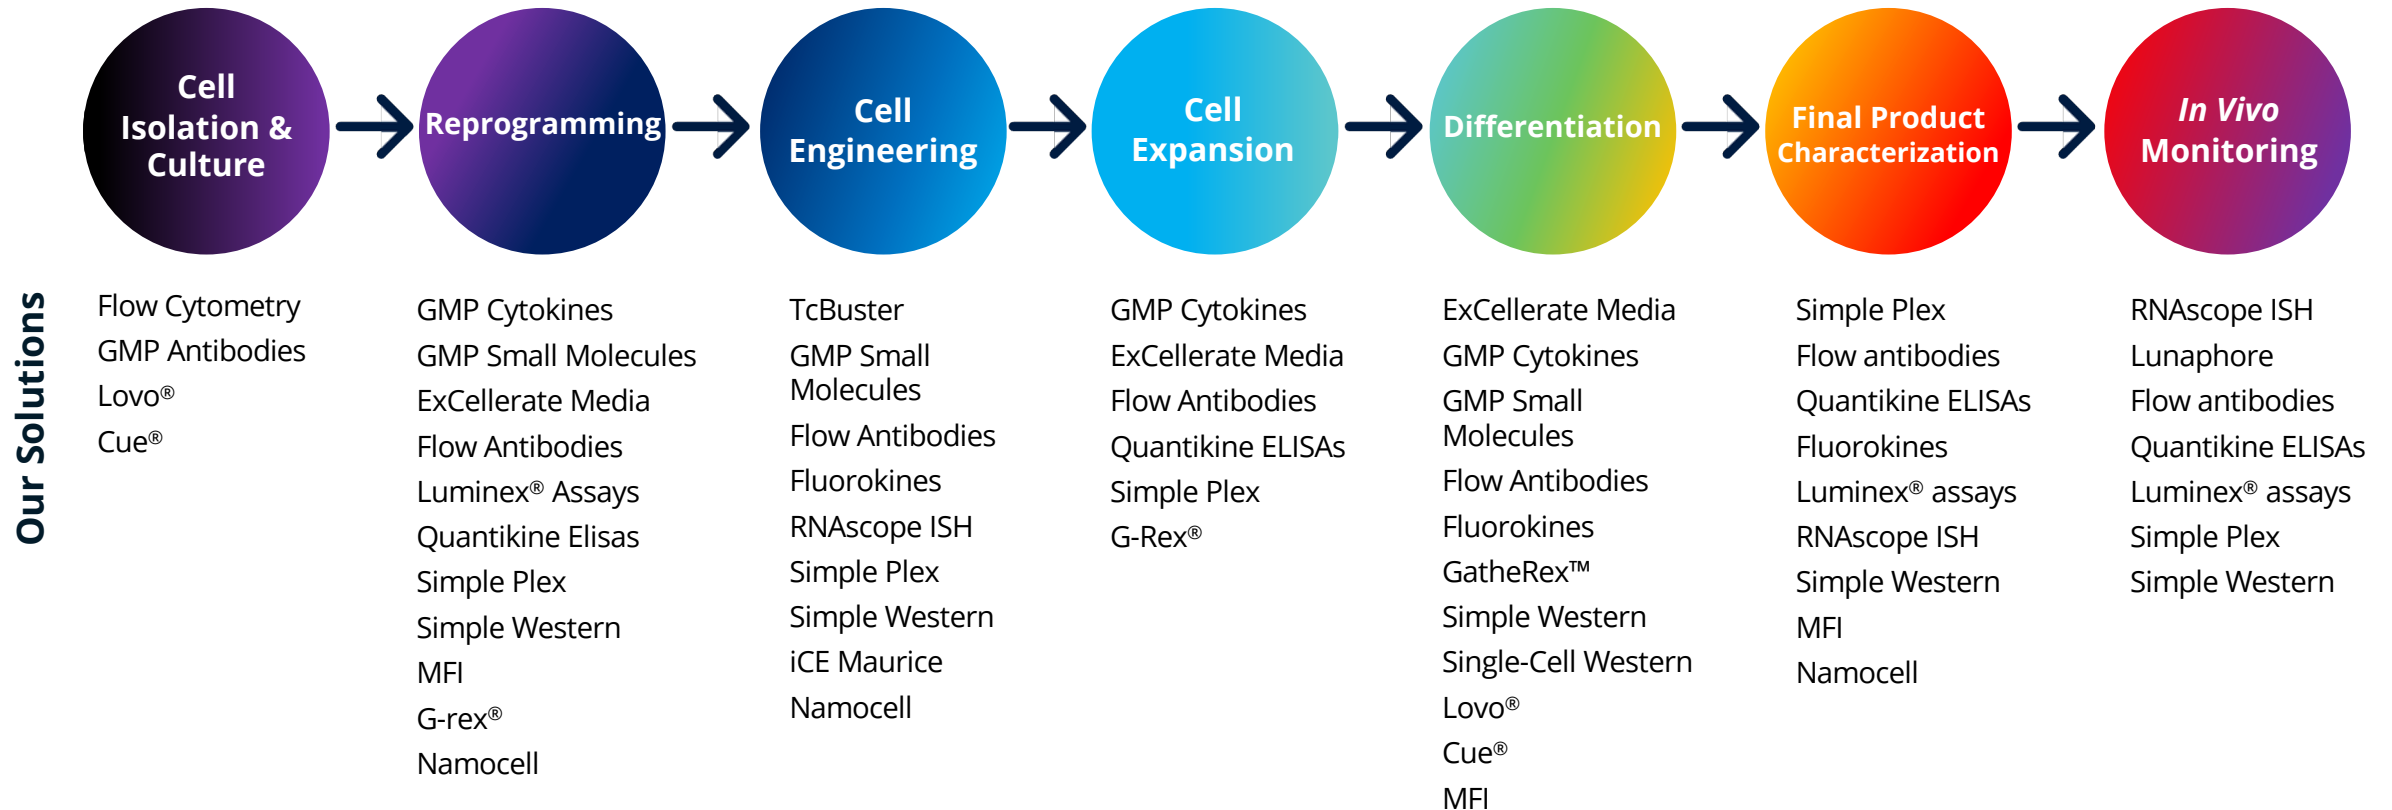 Cell
Isolation &
Culture
Reprogramming
Cell
Engineering
Cell
Expansion
Differentiation
Final Product
Characterization
In Vivo
Monitoring
Our Solutions
Flow Cytometry
GMP Antibodies
Lovo®
Cue®
GMP Cytokines
GMP Small Molecules
ExCellerate Media
Flow Antibodies
Luminex® Assays
Quantikine Elisas
Simple Plex
Simple Western
MFI
G-rex®
Namocell
TcBuster
GMP Small
Molecules
Flow Antibodies
Fluorokines
RNAscope ISH
Simple Plex
Simple Western
iCE Maurice
Namocell
GMP Cytokines
ExCellerate Media
Flow Antibodies
Quantikine ELISAs
Simple Plex
G-Rex®
ExCellerate Media
GMP Cytokines
GMP Small
Molecules
Flow Antibodies
Fluorokines
GatheRex™
Simple Western
Single-Cell Western
Lovo®
Cue®
MFI
Simple Plex
Flow antibodies
Quantikine ELISAs
Fluorokines
Luminex® assays
RNAscope ISH
Simple Western
MFI
Namocell
RNAscope ISH
Lunaphore
Flow antibodies
Quantikine ELISAs
Luminex® assays
Simple Plex
Simple Western